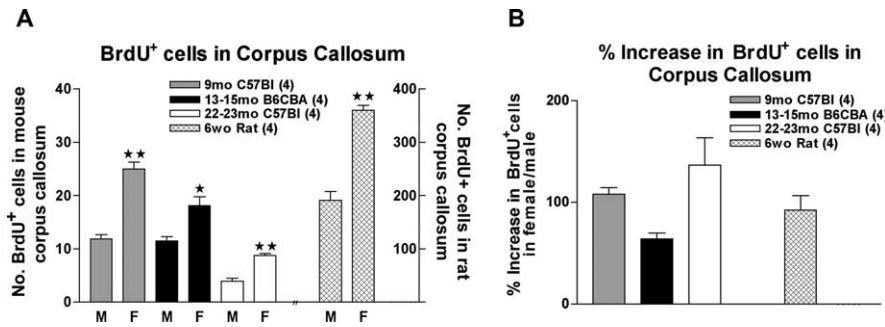 A
BrdU⁺ cells in Corpus Callosum
No. BrdU⁺ cells in mouse
corpus callosum
40
30
20
10
0
9mo C57Bl (4)
13-15mo B6CBA (4)
22-23mo C57Bl (4)
6wo Rat (4)
★★
★
★★
★★
M F M F M F // M F
400
300
200
100
No. BrdU+ cells in rat
corpus callosum
B
% Increase in BrdU⁺ cells in
Corpus Callosum
% Increase in BrdU⁺cells
in female/male
200
100
0
9mo C57Bl (4)
13-15mo B6CBA (4)
22-23mo C57Bl (4)
6wo Rat (4)